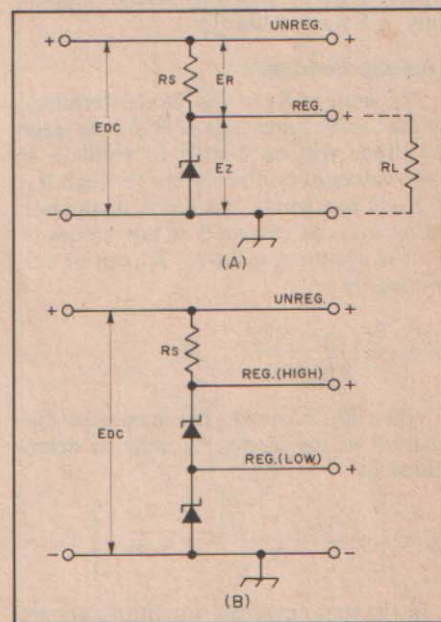 UNREG.
+ +
RS ER
REG. +
EDC
EZ RL
- -
(A)
UNREG.
+ +
RS
REG.(HIGH) +
EDC
REG.(LOW) +
- -
(B)